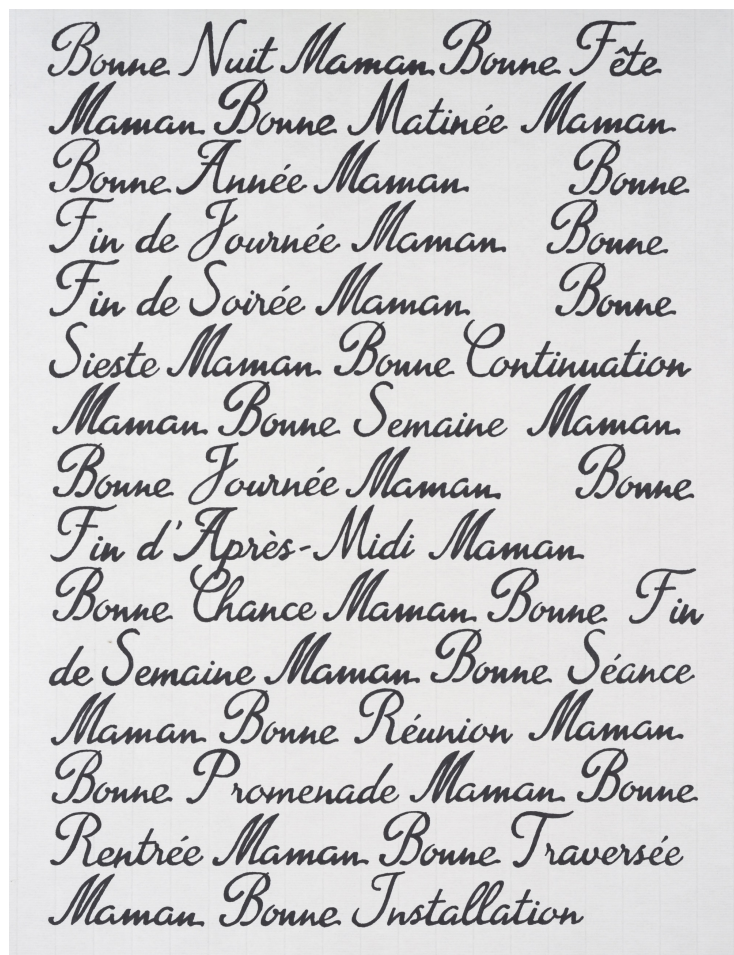 Bonne Nuit Maman Bonne Fête
Maman Bonne Matinée Maman
Bonne Année Maman Bonne
Fin de Journée Maman Bonne
Fin de Soirée Maman Bonne
Sieste Maman Bonne Continuation
Maman Bonne Semaine Maman
Bonne Journée Maman Bonne
Fin d'Après-Midi Maman
Bonne Chance Maman Bonne Fin
de Semaine Maman Bonne Séance
Maman Bonne Réunion Maman
Bonne Promenade Maman Bonne
Rentrée Maman Bonne Traversée
Maman Bonne Installation